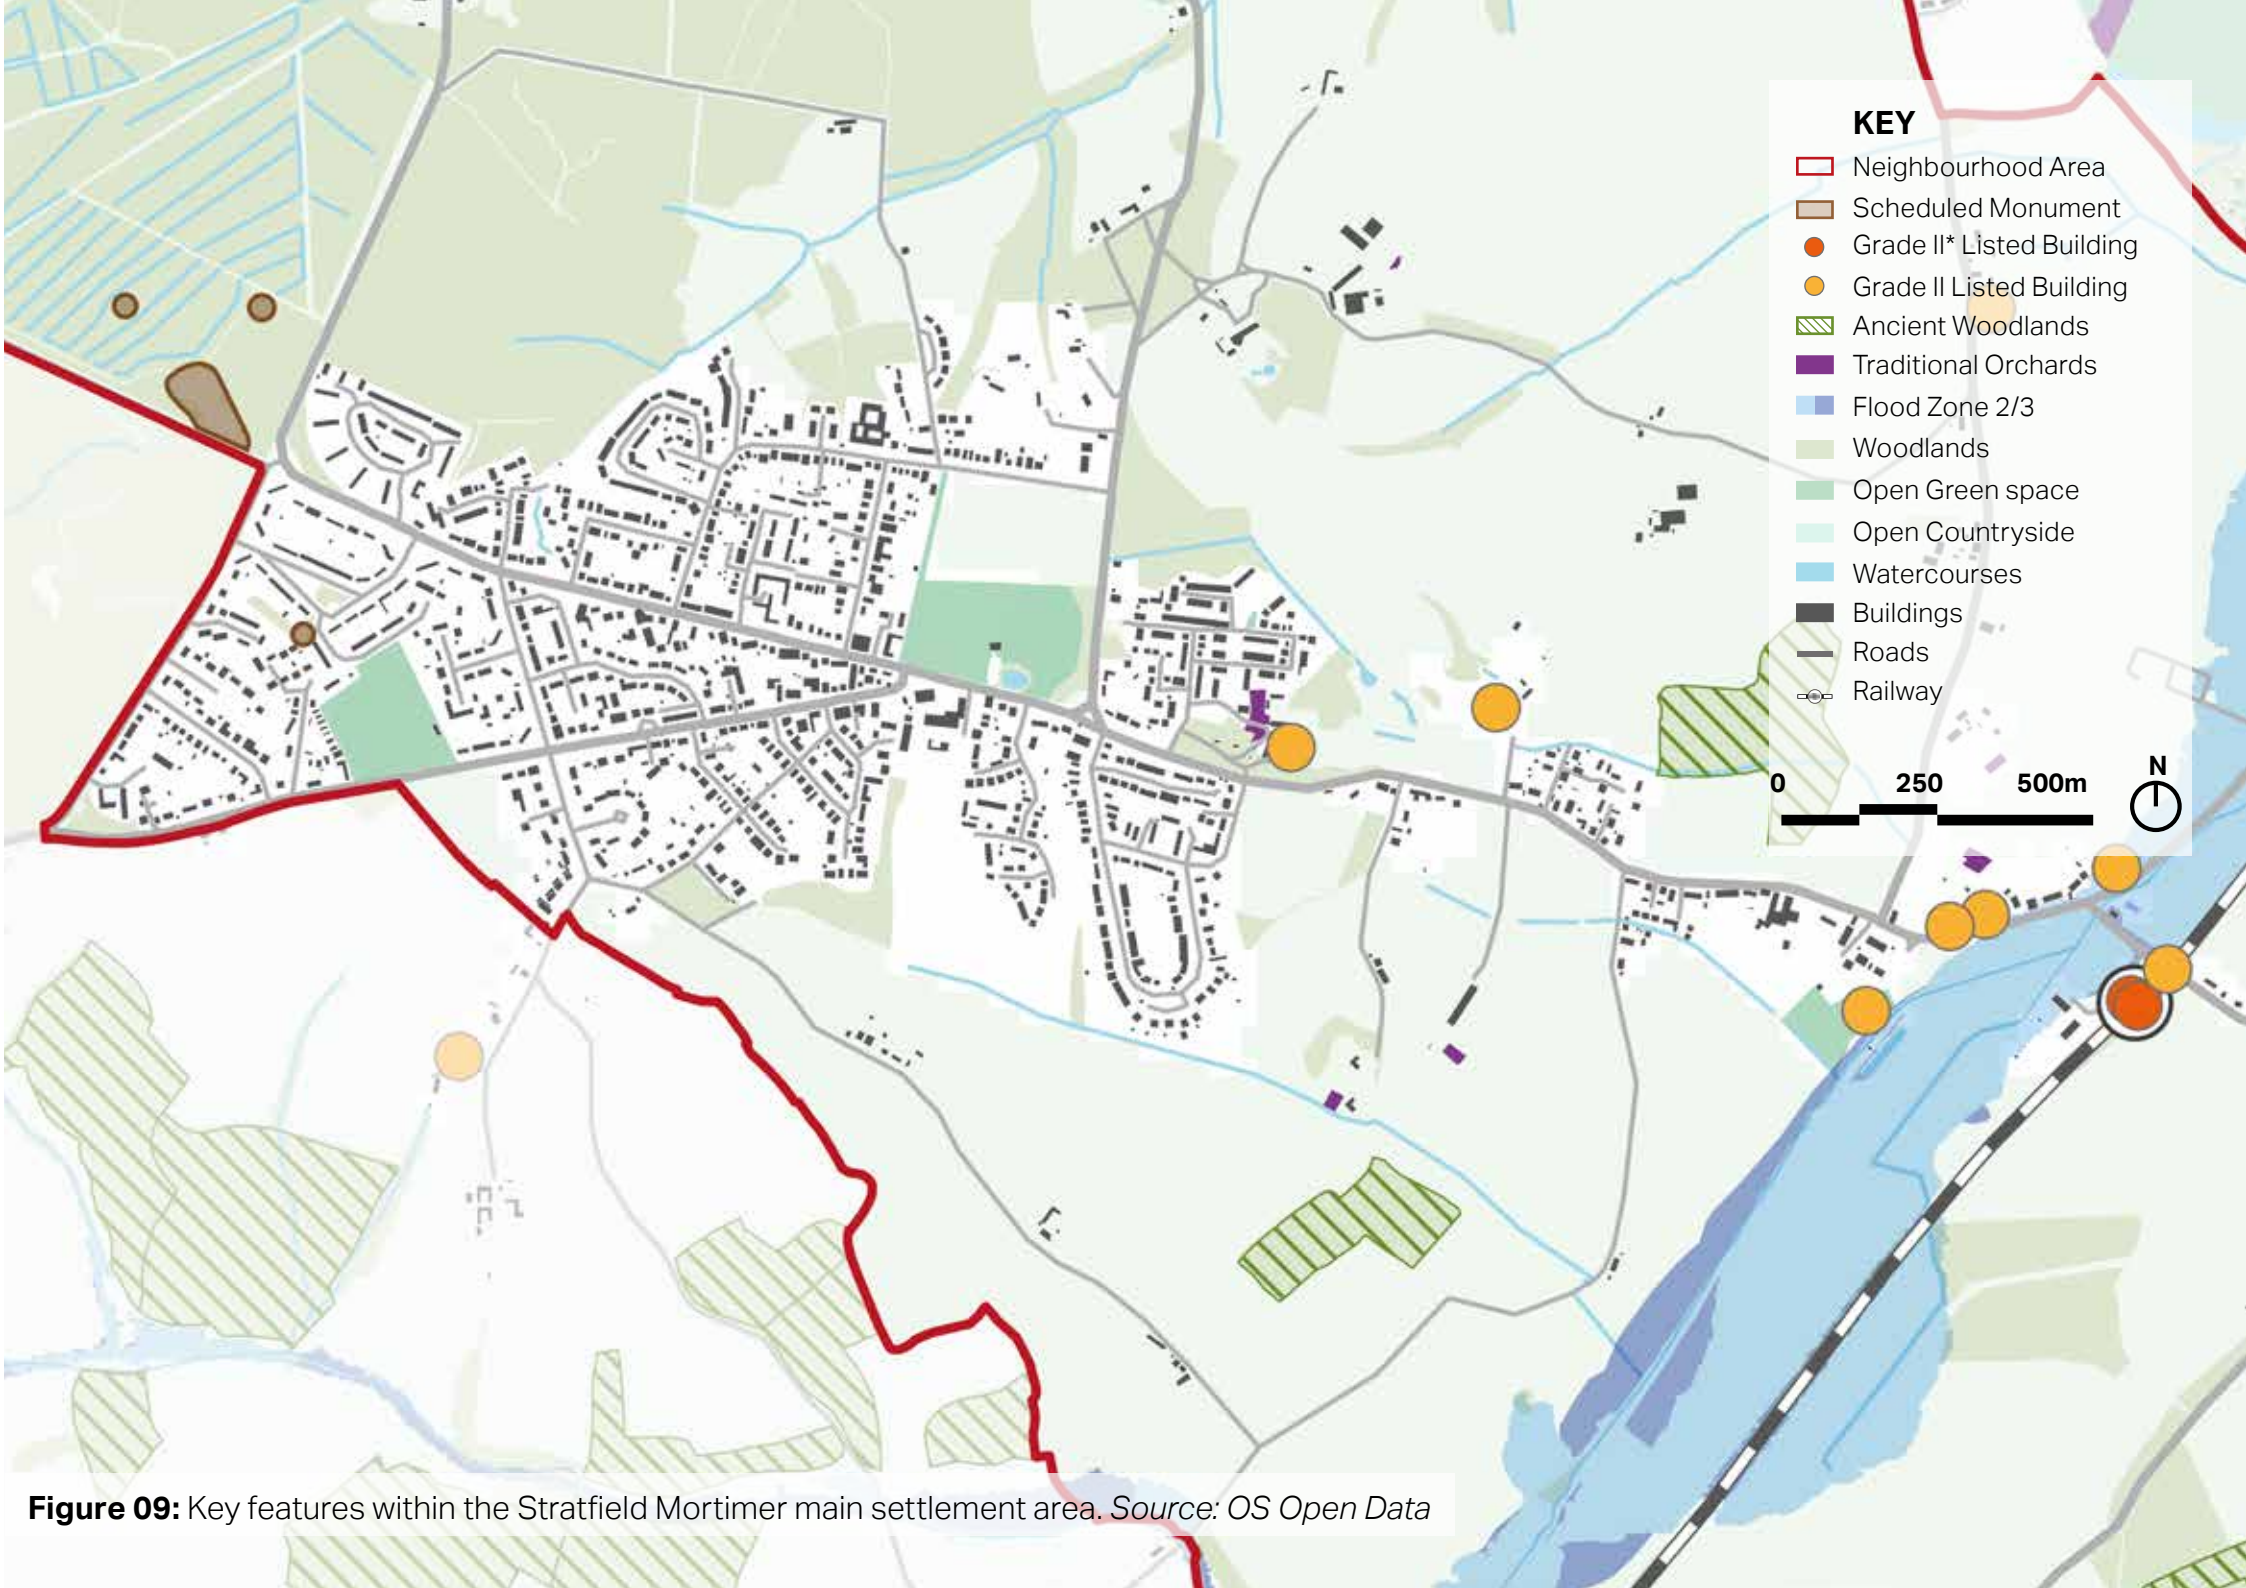 KEY
Neighbourhood Area
Scheduled Monument
Grade II* Listed Building
Grade II Listed Building
Ancient Woodlands
Traditional Orchards
Flood Zone 2/3
Woodlands
Open Green space
Open Countryside
Watercourses
Buildings
Roads
Railway
0 250 500m N
Figure 09: Key features within the Stratfield Mortimer main settlement area. Source: OS Open Data